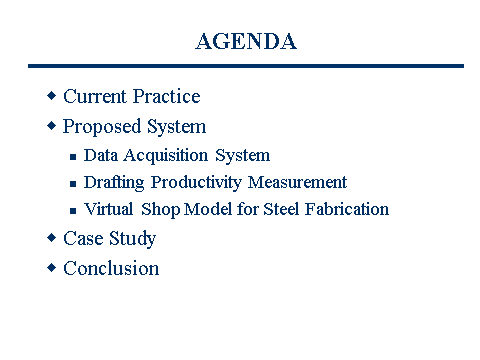 AGENDA
Current Practice
Proposed System
Data Acquisition System
Drafting Productivity Measurement
Virtual Shop Model for Steel Fabrication
Case Study
Conclusion